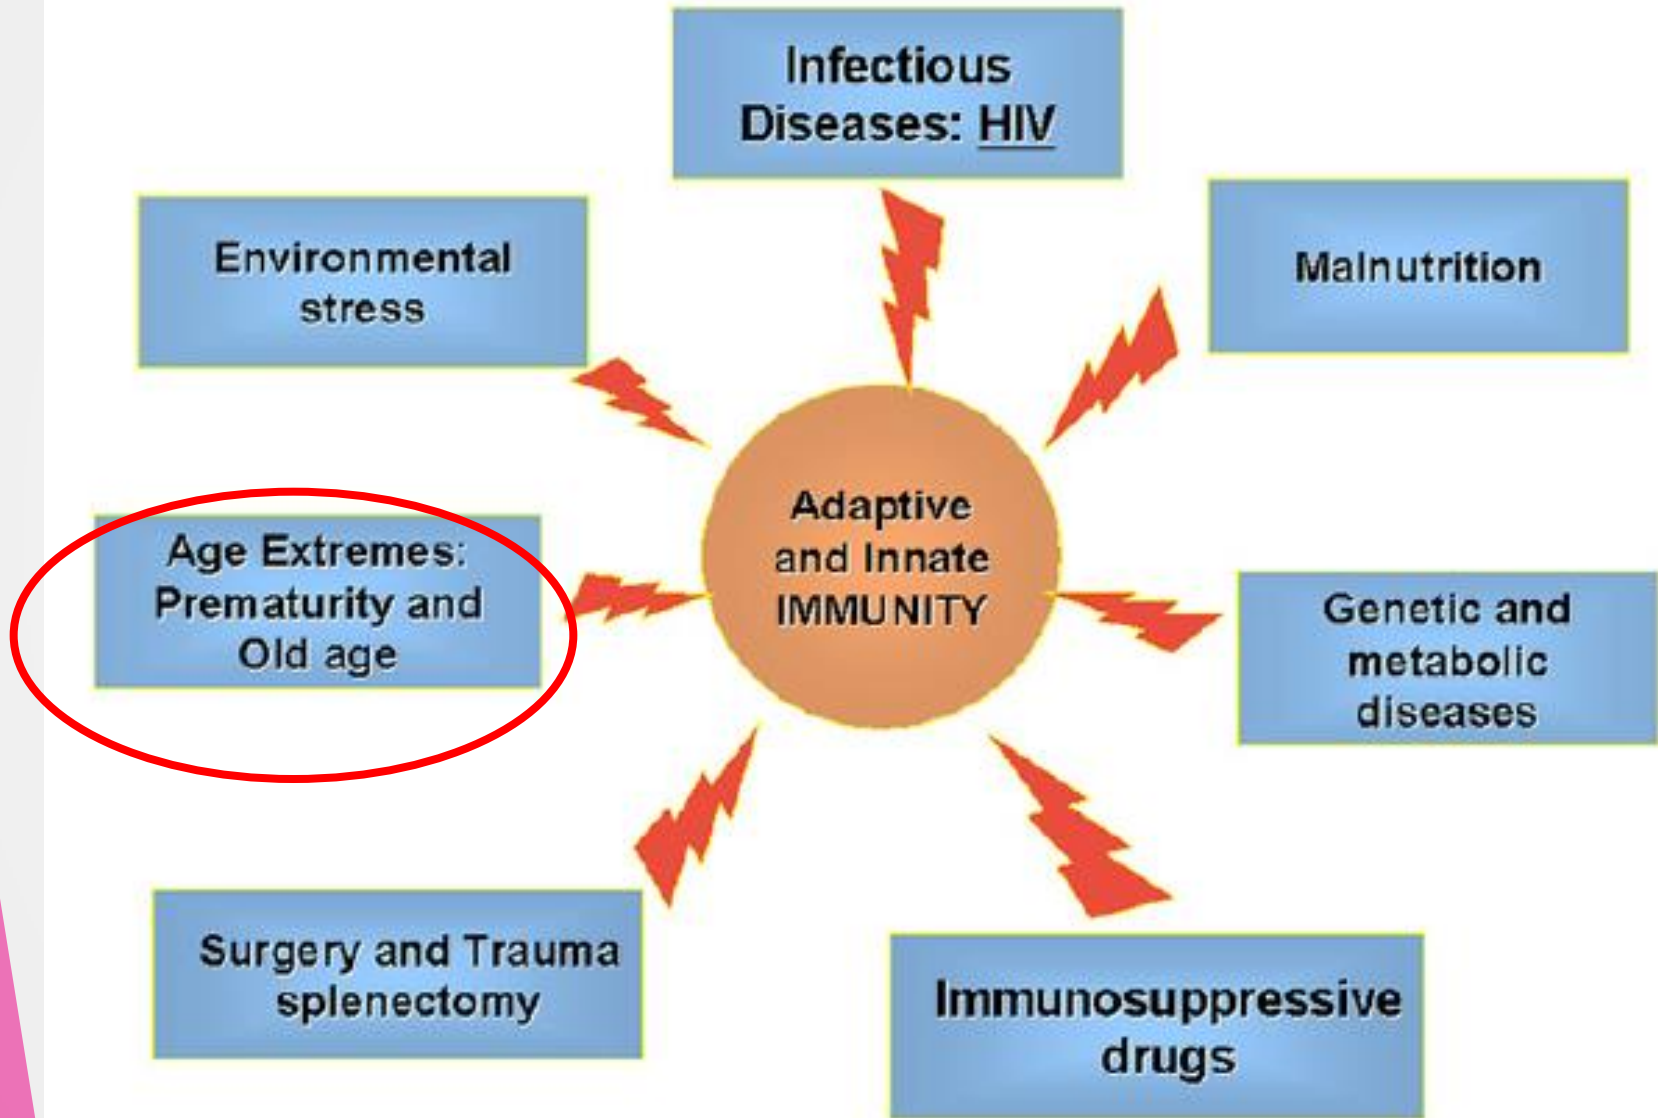 Infectious
Diseases: HIV
Environmental
stress
Malnutrition
Adaptive
and Innate
IMMUNITY
Age Extremes:
Prematurity and
Old age
Genetic and
metabolic
diseases
Surgery and Trauma
splenectomy
Immunosuppressive
drugs